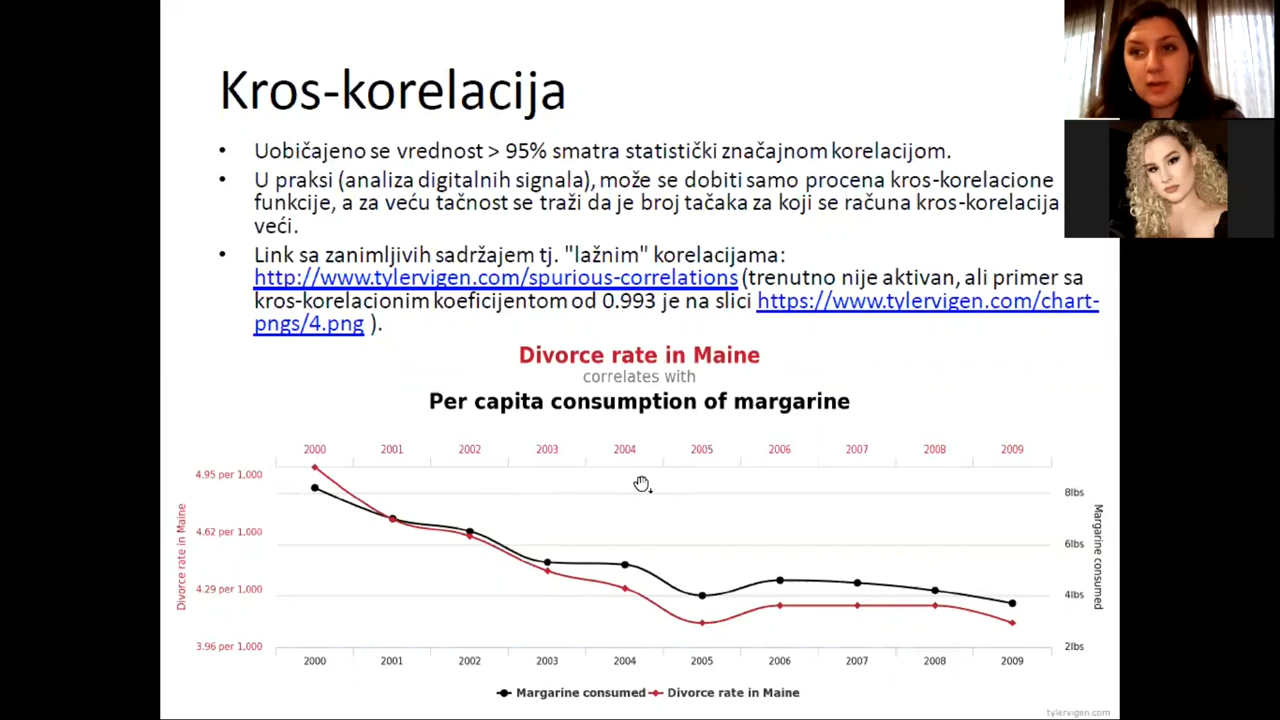 Kros-korelacija
• Uobičajeno se vrednost > 95% smatra statistički značajnom korelacijom.
• U praksi (analiza digitalnih signala), može se dobiti samo procena kros-korelacione
funkcije, a za veću tačnost se traži da je broj tačaka za koji se računa kros-korelacija
veći.
• Link sa zanimljivih sadržajem tj. "lažnim" korelacijama:
http://www.tylervigen.com/spurious-correlations (trenutno nije aktivan, ali primer sa
kros-korelacionim koeficijentom od 0.993 je na slici https://www.tylervigen.com/chart-
pngs/4.png ).
Divorce rate in Maine
correlates with
Per capita consumption of margarine
2000 2001 2002 2003 2004 2005 2006 2007 2008 2009
4.95 per 1,000
4.62 per 1,000
4.29 per 1,000
3.96 per 1,000
Divorce rate in Maine
8lbs
6lbs
4lbs
2lbs
Margarine consumed
2000 2001 2002 2003 2004 2005 2006 2007 2008 2009
Margarine consumed Divorce rate in Maine
tylervigen.com